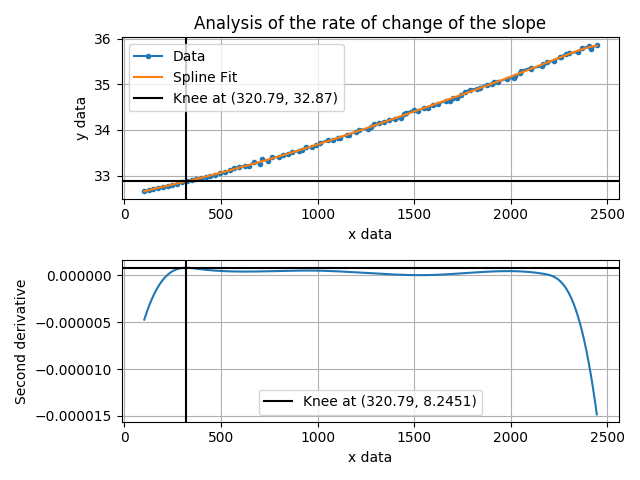 Analysis of the rate of change of the slope
36
35
34
33
y data
Data
Spline Fit
Knee at (320.79, 32.87)
0
500
1000
1500
2000
2500
x data
0.000000
−0.000005
−0.000010
−0.000015
Second derivative
Knee at (320.79, 8.2451)
0
500
1000
1500
2000
2500
x data